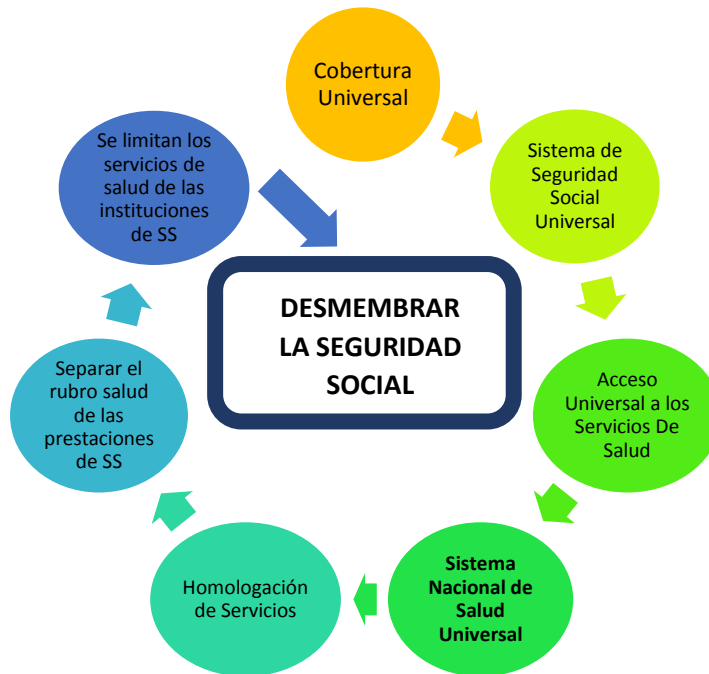 Cobertura
Universal
Sistema de
Seguridad
Social
Universal
Acceso
Universal a los
Servicios De
Salud
Sistema
Nacional de
Salud
Universal
Homologación
de Servicios
Separar el
rubro salud
de las
prestaciones
de SS
Se limitan los
servicios de
salud de las
instituciones
de SS
DESMEMBRAR
LA SEGURIDAD
SOCIAL